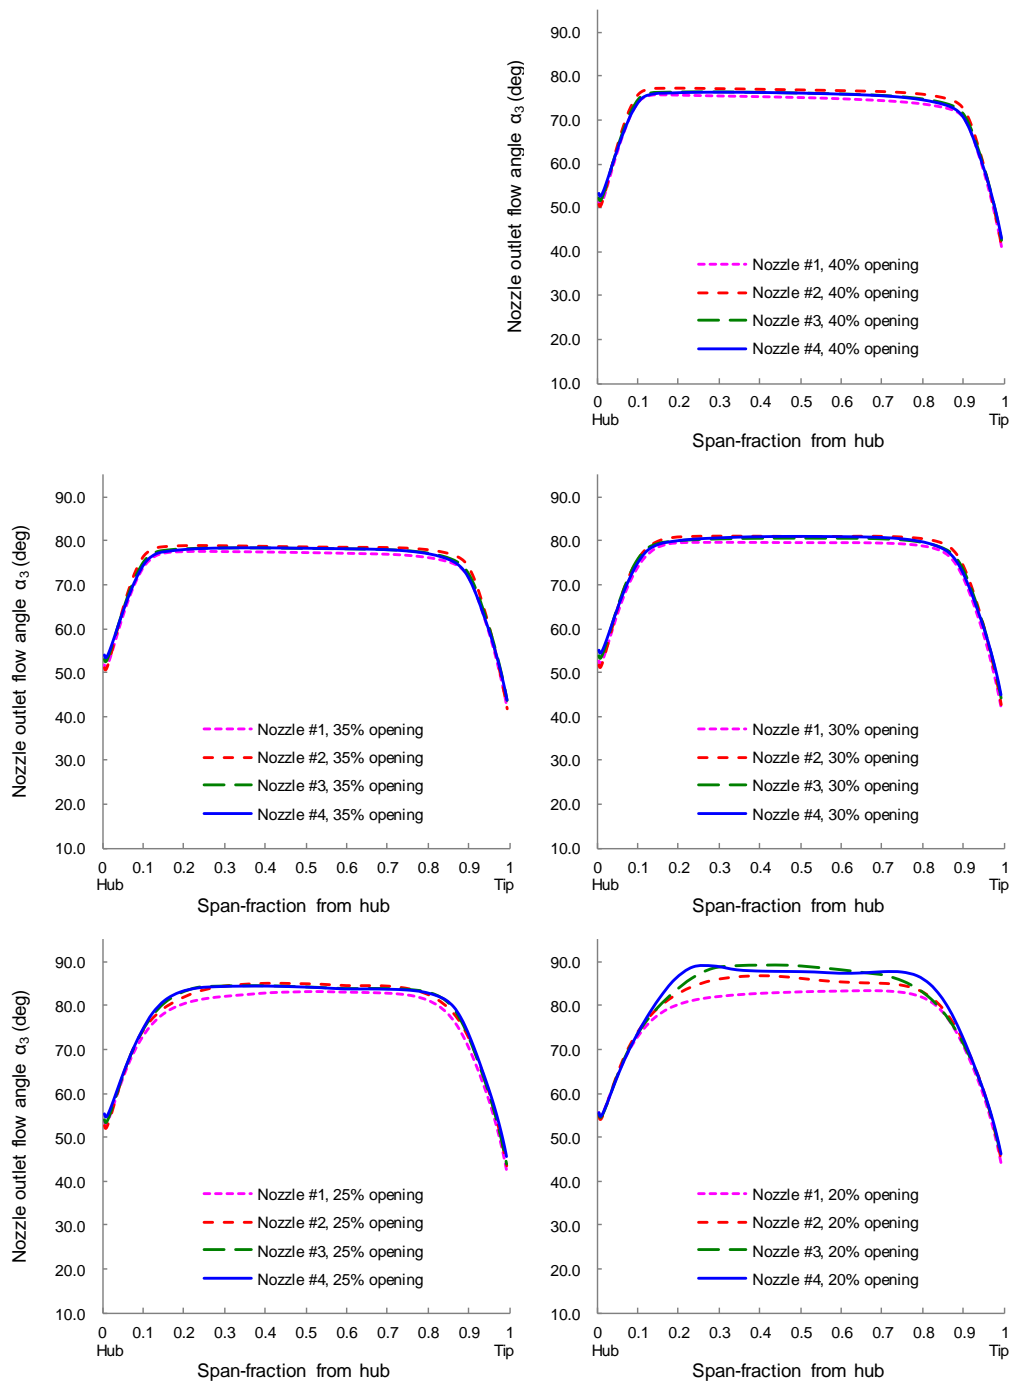 Nozzle outlet flow angle α3 (deg)
90.0
80.0
70.0
60.0
50.0
40.0
30.0
20.0
10.0
Nozzle #1, 40% opening
Nozzle #2, 40% opening
Nozzle #3, 40% opening
Nozzle #4, 40% opening
0 0.1 0.2 0.3 0.4 0.5 0.6 0.7 0.8 0.9 1
Hub Tip
Span-fraction from hub
Nozzle outlet flow angle α3 (deg)
90.0
80.0
70.0
60.0
50.0
40.0
30.0
20.0
10.0
Nozzle #1, 35% opening
Nozzle #2, 35% opening
Nozzle #3, 35% opening
Nozzle #4, 35% opening
0 0.1 0.2 0.3 0.4 0.5 0.6 0.7 0.8 0.9 1
Hub Tip
Span-fraction from hub
90.0
80.0
70.0
60.0
50.0
40.0
30.0
20.0
10.0
Nozzle #1, 30% opening
Nozzle #2, 30% opening
Nozzle #3, 30% opening
Nozzle #4, 30% opening
0 0.1 0.2 0.3 0.4 0.5 0.6 0.7 0.8 0.9 1
Hub Tip
Span-fraction from hub
Nozzle outlet flow angle α3 (deg)
90.0
80.0
70.0
60.0
50.0
40.0
30.0
20.0
10.0
Nozzle #1, 25% opening
Nozzle #2, 25% opening
Nozzle #3, 25% opening
Nozzle #4, 25% opening
0 0.1 0.2 0.3 0.4 0.5 0.6 0.7 0.8 0.9 1
Hub Tip
Span-fraction from hub
90.0
80.0
70.0
60.0
50.0
40.0
30.0
20.0
10.0
Nozzle #1, 20% opening
Nozzle #2, 20% opening
Nozzle #3, 20% opening
Nozzle #4, 20% opening
0 0.1 0.2 0.3 0.4 0.5 0.6 0.7 0.8 0.9 1
Hub Tip
Span-fraction from hub